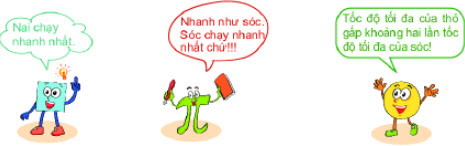 Nai chạy
nhanh nhất.
Nhanh như sóc.
Sóc chạy nhanh
nhất chứ!!!
Tốc độ tối đa của thỏ
gấp khoảng hai lần tốc
độ tối đa của sóc!